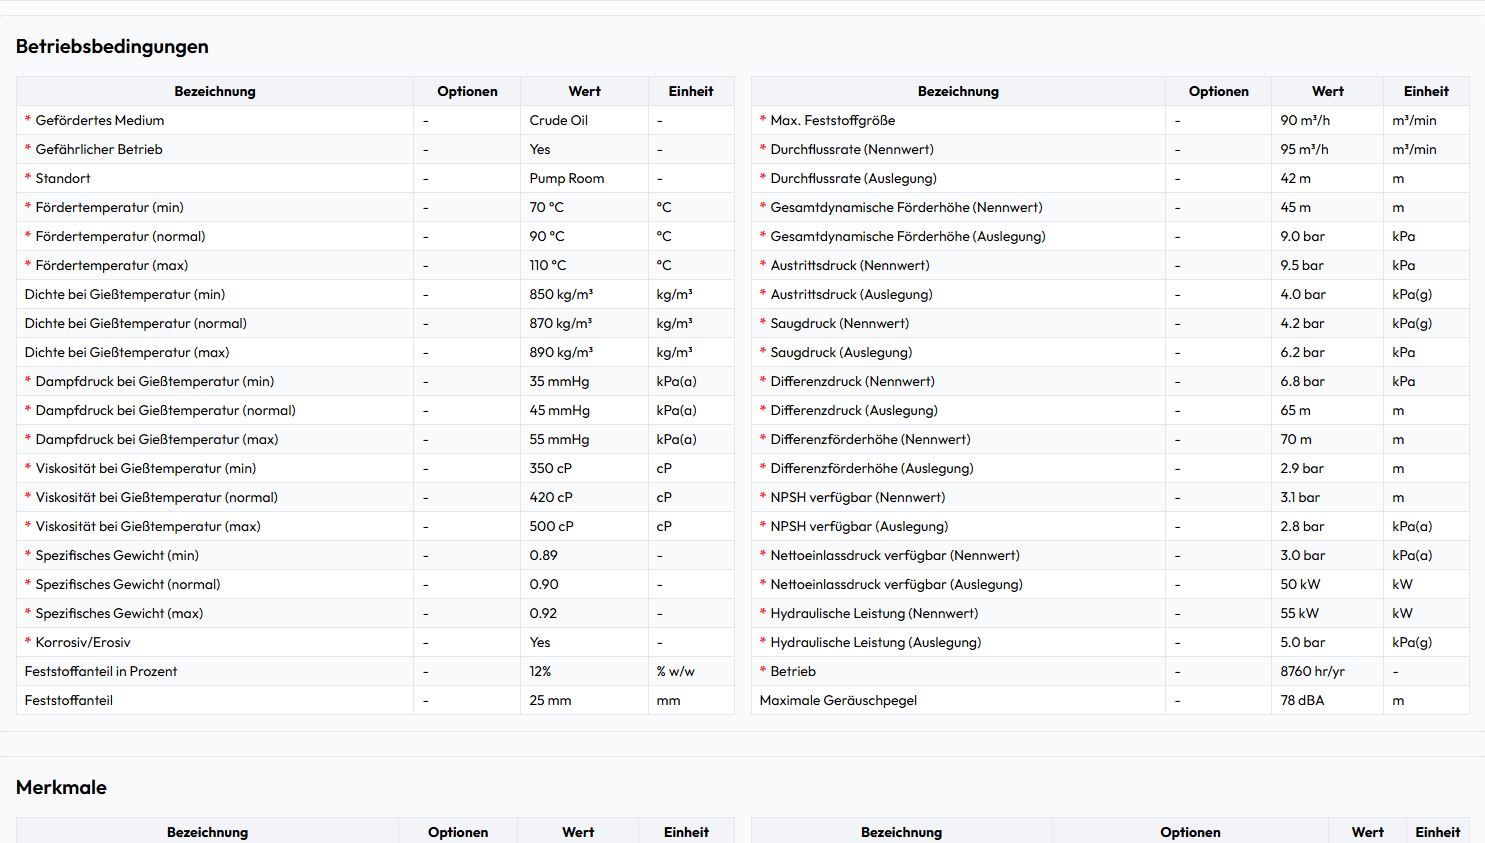 Betriebsbedingungen
Bezeichnung Optionen Wert Einheit
* Gefördertes Medium - Crude Oil -
* Gefährlicher Betrieb - Yes -
* Standort - Pump Room -
* Fördertemperatur (min) - 70 °C °C
* Fördertemperatur (normal) - 90 °C °C
* Fördertemperatur (max) - 110 °C °C
Dichte bei Gießtemperatur (min) - 850 kg/m³ kg/m³
Dichte bei Gießtemperatur (normal) - 870 kg/m³ kg/m³
Dichte bei Gießtemperatur (max) - 890 kg/m³ kg/m³
* Dampfdruck bei Gießtemperatur (min) - 35 mmHg kPa(a)
* Dampfdruck bei Gießtemperatur (normal) - 45 mmHg kPa(a)
* Dampfdruck bei Gießtemperatur (max) - 55 mmHg kPa(a)
* Viskosität bei Gießtemperatur (min) - 350 cP cP
* Viskosität bei Gießtemperatur (normal) - 420 cP cP
* Viskosität bei Gießtemperatur (max) - 500 cP cP
* Spezifisches Gewicht (min) - 0.89 -
* Spezifisches Gewicht (normal) - 0.90 -
* Spezifisches Gewicht (max) - 0.92 -
* Korrosiv/Erosiv - Yes -
Feststoffanteil in Prozent - 12% % w/w
Feststoffanteil - 25 mm mm
Bezeichnung Optionen Wert Einheit
* Max. Feststoffgröße - 90 m³/h m³/min
* Durchflussrate (Nennwert) - 95 m³/h m³/min
* Durchflussrate (Auslegung) - 42 m m
* Gesamtdynamische Förderhöhe (Nennwert) - 45 m m
* Gesamtdynamische Förderhöhe (Auslegung) - 9.0 bar kPa
* Austrittsdruck (Nennwert) - 9.5 bar kPa
* Austrittsdruck (Auslegung) - 4.0 bar kPa(g)
* Saugdruck (Nennwert) - 4.2 bar kPa(g)
* Saugdruck (Auslegung) - 6.2 bar kPa
* Differenzdruck (Nennwert) - 6.8 bar kPa
* Differenzdruck (Auslegung) - 65 m m
* Differenzförderhöhe (Nennwert) - 70 m m
* Differenzförderhöhe (Auslegung) - 2.9 bar m
* NPSH verfügbar (Nennwert) - 3.1 bar m
* NPSH verfügbar (Auslegung) - 2.8 bar kPa(a)
* Nettoeinlassdruck verfügbar (Nennwert) - 3.0 bar kPa(a)
* Nettoeinlassdruck verfügbar (Auslegung) - 50 kW kW
* Hydraulische Leistung (Nennwert) - 55 kW kW
* Hydraulische Leistung (Auslegung) - 5.0 bar kPa(g)
* Betrieb - 8760 hr/yr -
Maximale Geräuschpegel - 78 dBA m
Merkmale
Bezeichnung Optionen Wert Einheit
Bezeichnung Optionen Wert Einheit